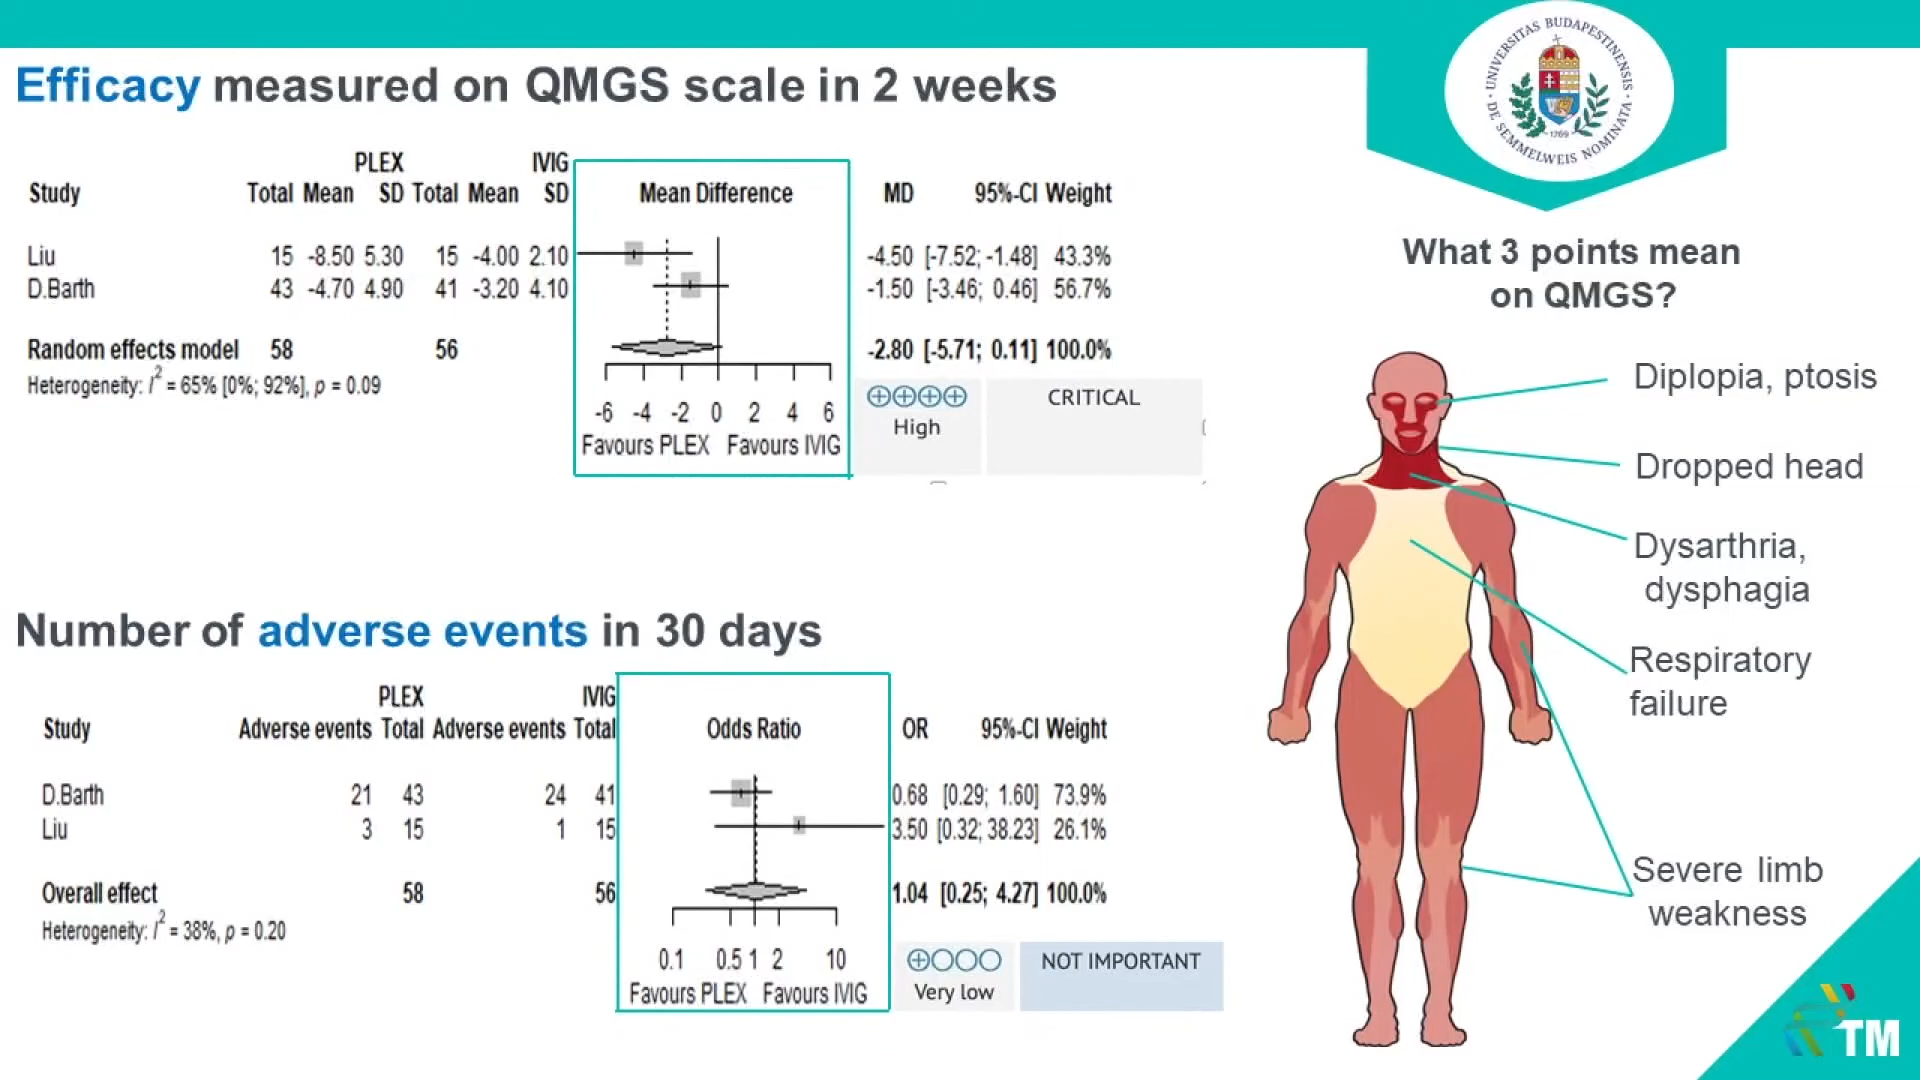 Efficacy measured on QMGS scale in 2 weeks
PLEX IVIG
Study Total Mean SD Total Mean SD Mean Difference MD 95%-CI Weight
Liu 15 -8.50 5.30 15 -4.00 2.10 -4.50 [-7.52; -1.48] 43.3%
D.Barth 43 -4.70 4.90 41 -3.20 4.10 -1.50 [-3.46; 0.46] 56.7%
Random effects model 58 56 -2.80 [-5.71; 0.11] 100.0%
Heterogeneity: I² = 65% [0%; 92%], p = 0.09
-6 -4 -2 0 2 4 6
Favours PLEX Favours IVIG
High
CRITICAL
Number of adverse events in 30 days
PLEX IVIG
Study Adverse events Total Adverse events Total Odds Ratio OR 95%-CI Weight
D.Barth 21 43 24 41 0.68 [0.29; 1.60] 73.9%
Liu 3 15 1 15 3.50 [0.32; 38.23] 26.1%
Overall effect 58 56 1.04 [0.25; 4.27] 100.0%
Heterogeneity: I² = 38%, p = 0.20
0.1 0.5 1 2 10
Favours PLEX Favours IVIG
Very low
NOT IMPORTANT
UNIVERSITAS BUDAPESTINENSIS
DE SEMMELWEIS NOMINATA
1769
What 3 points mean
on QMGS?
Diplopia, ptosis
Dropped head
Dysarthria,
dysphagia
Respiratory
failure
Severe limb
weakness
TM